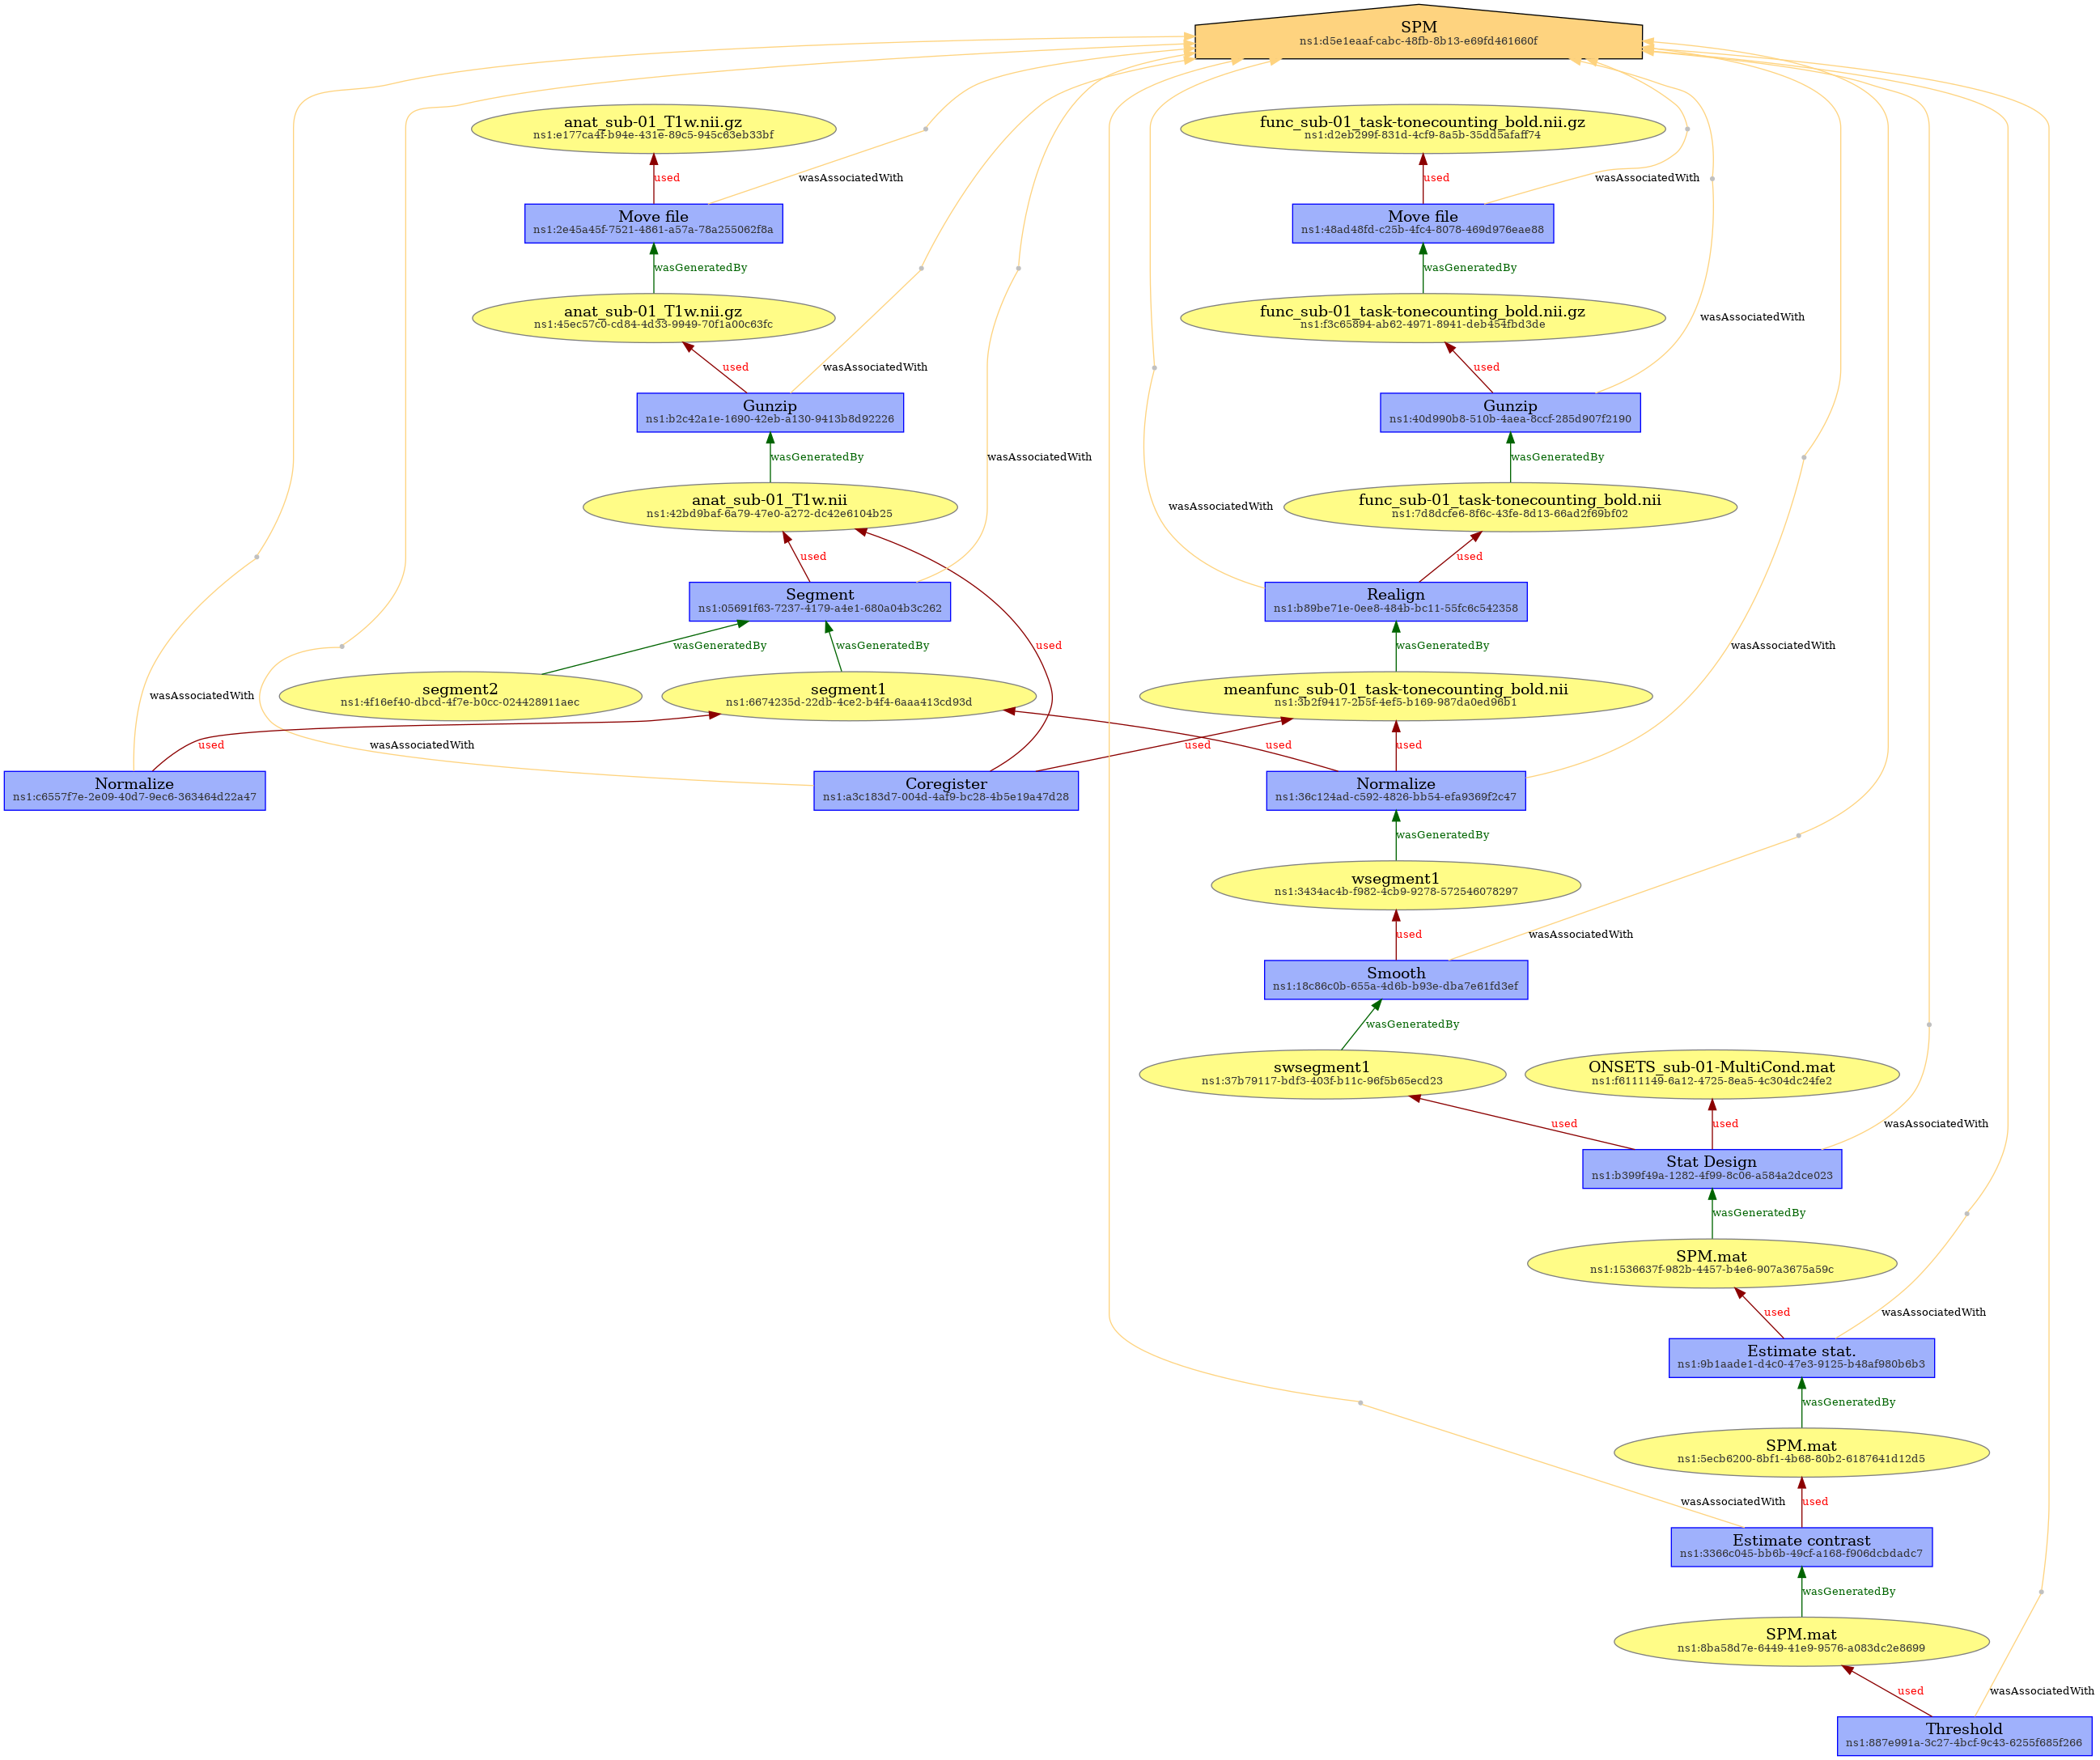 SPM
ns1:d5e1eaaf-cabc-48fb-8b13-e69fd461660f
anat_sub-01_T1w.nii.gz
ns1:e177ca4f-b94e-431e-89c5-945c63eb33bf
func_sub-01_task-tonecounting_bold.nii.gz
ns1:d2eb299f-831d-4cf9-8a5b-35dd5afaff74
used
wasAssociatedWith
used
wasAssociatedWith
Move file
ns1:2e45a45f-7521-4861-a57a-78a255062f8a
Move file
ns1:48ad48fd-c25b-4fc4-8078-469d976eae88
wasGeneratedBy
wasGeneratedBy
anat_sub-01_T1w.nii.gz
ns1:45ec57c0-cd84-4d33-9949-70f1a00c63fc
func_sub-01_task-tonecounting_bold.nii.gz
ns1:f3c65894-ab62-4971-8941-deb454fbd3de
wasAssociatedWith
used
wasAssociatedWith
used
Gunzip
ns1:b2c42a1e-1690-42eb-a130-9413b8d92226
Gunzip
ns1:40d990b8-510b-4aea-8ccf-285d907f2190
wasGeneratedBy
wasAssociatedWith
wasGeneratedBy
anat_sub-01_T1w.nii
ns1:42bd9baf-6a79-47e0-a272-dc42e6104b25
func_sub-01_task-tonecounting_bold.nii
ns1:7d8dcfe6-8f6c-43fe-8d13-66ad2f69bf02
wasAssociatedWith
used
used
Segment
ns1:05691f63-7237-4179-a4e1-680a04b3c262
Realign
ns1:b89be71e-0ee8-484b-bc11-55fc6c542358
wasGeneratedBy
wasGeneratedBy
used
wasGeneratedBy
wasAssociatedWith
segment2
ns1:4f16ef40-dbcd-4f7e-b0cc-024428911aec
segment1
ns1:6674235d-22db-4ce2-b4f4-6aaa413cd93d
meanfunc_sub-01_task-tonecounting_bold.nii
ns1:3b2f9417-2b5f-4ef5-b169-987da0ed96b1
wasAssociatedWith
used
wasAssociatedWith
used
used
used
Normalize
ns1:c6557f7e-2e09-40d7-9ec6-363464d22a47
Coregister
ns1:a3c183d7-004d-4af9-bc28-4b5e19a47d28
Normalize
ns1:36c124ad-c592-4826-bb54-efa9369f2c47
wasGeneratedBy
wsegment1
ns1:3434ac4b-f982-4cb9-9278-572546078297
used
wasAssociatedWith
Smooth
ns1:18c86c0b-655a-4d6b-b93e-dba7e61fd3ef
wasGeneratedBy
swsegment1
ns1:37b79117-bdf3-403f-b11c-96f5b65ecd23
ONSETS_sub-01-MultiCond.mat
ns1:f6111149-6a12-4725-8ea5-4c304dc24fe2
used
used
wasAssociatedWith
Stat Design
ns1:b399f49a-1282-4f99-8c06-a584a2dce023
wasGeneratedBy
SPM.mat
ns1:1536637f-982b-4457-b4e6-907a3675a59c
used
wasAssociatedWith
Estimate stat.
ns1:9b1aade1-d4c0-47e3-9125-b48af980b6b3
wasGeneratedBy
SPM.mat
ns1:5ecb6200-8bf1-4b68-80b2-6187641d12d5
wasAssociatedWith
used
Estimate contrast
ns1:3366c045-bb6b-49cf-a168-f906dcbdadc7
wasGeneratedBy
SPM.mat
ns1:8ba58d7e-6449-41e9-9576-a083dc2e8699
used
wasAssociatedWith
Threshold
ns1:887e991a-3c27-4bcf-9c43-6255f685f266